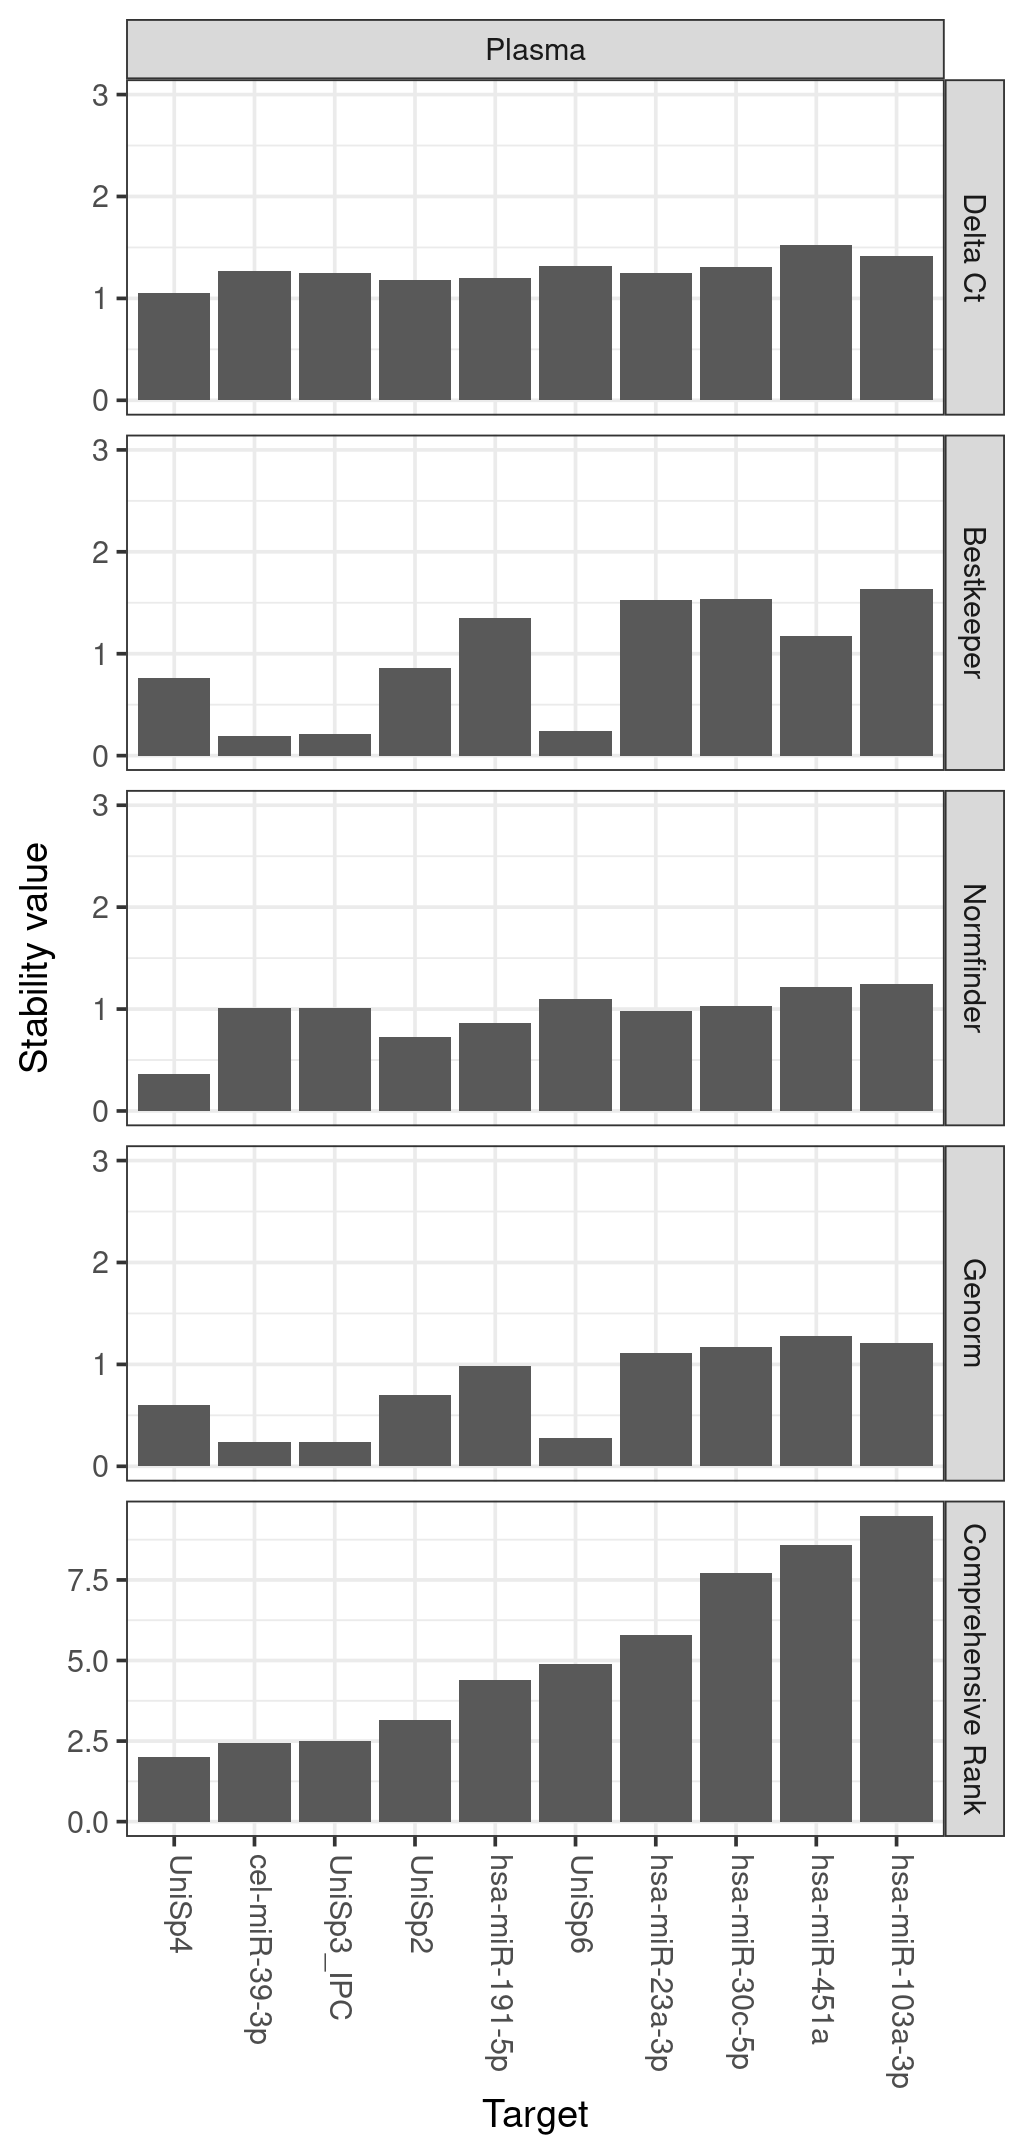 Plasma
3
2
1
0
Delta Ct
3
2
1
0
Bestkeeper
3
2
1
0
Normfinder
3
2
1
0
Genorm
7.5
5.0
2.5
0.0
Comprehensive Rank
Stability value
UniSp4
cel-miR-39-3p
UniSp3_IPC
UniSp2
hsa-miR-191-5p
UniSp6
hsa-miR-23a-3p
hsa-miR-30c-5p
hsa-miR-451a
hsa-miR-103a-3p
Target